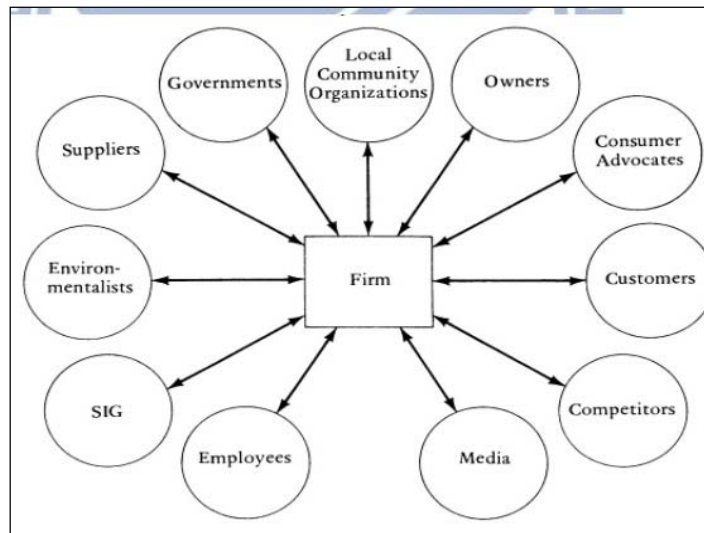 Governments
Local
Community
Organizations
Owners
Suppliers
Consumer
Advocates
Environ-
mentalists
Firm
Customers
SIG
Competitors
Employees
Media